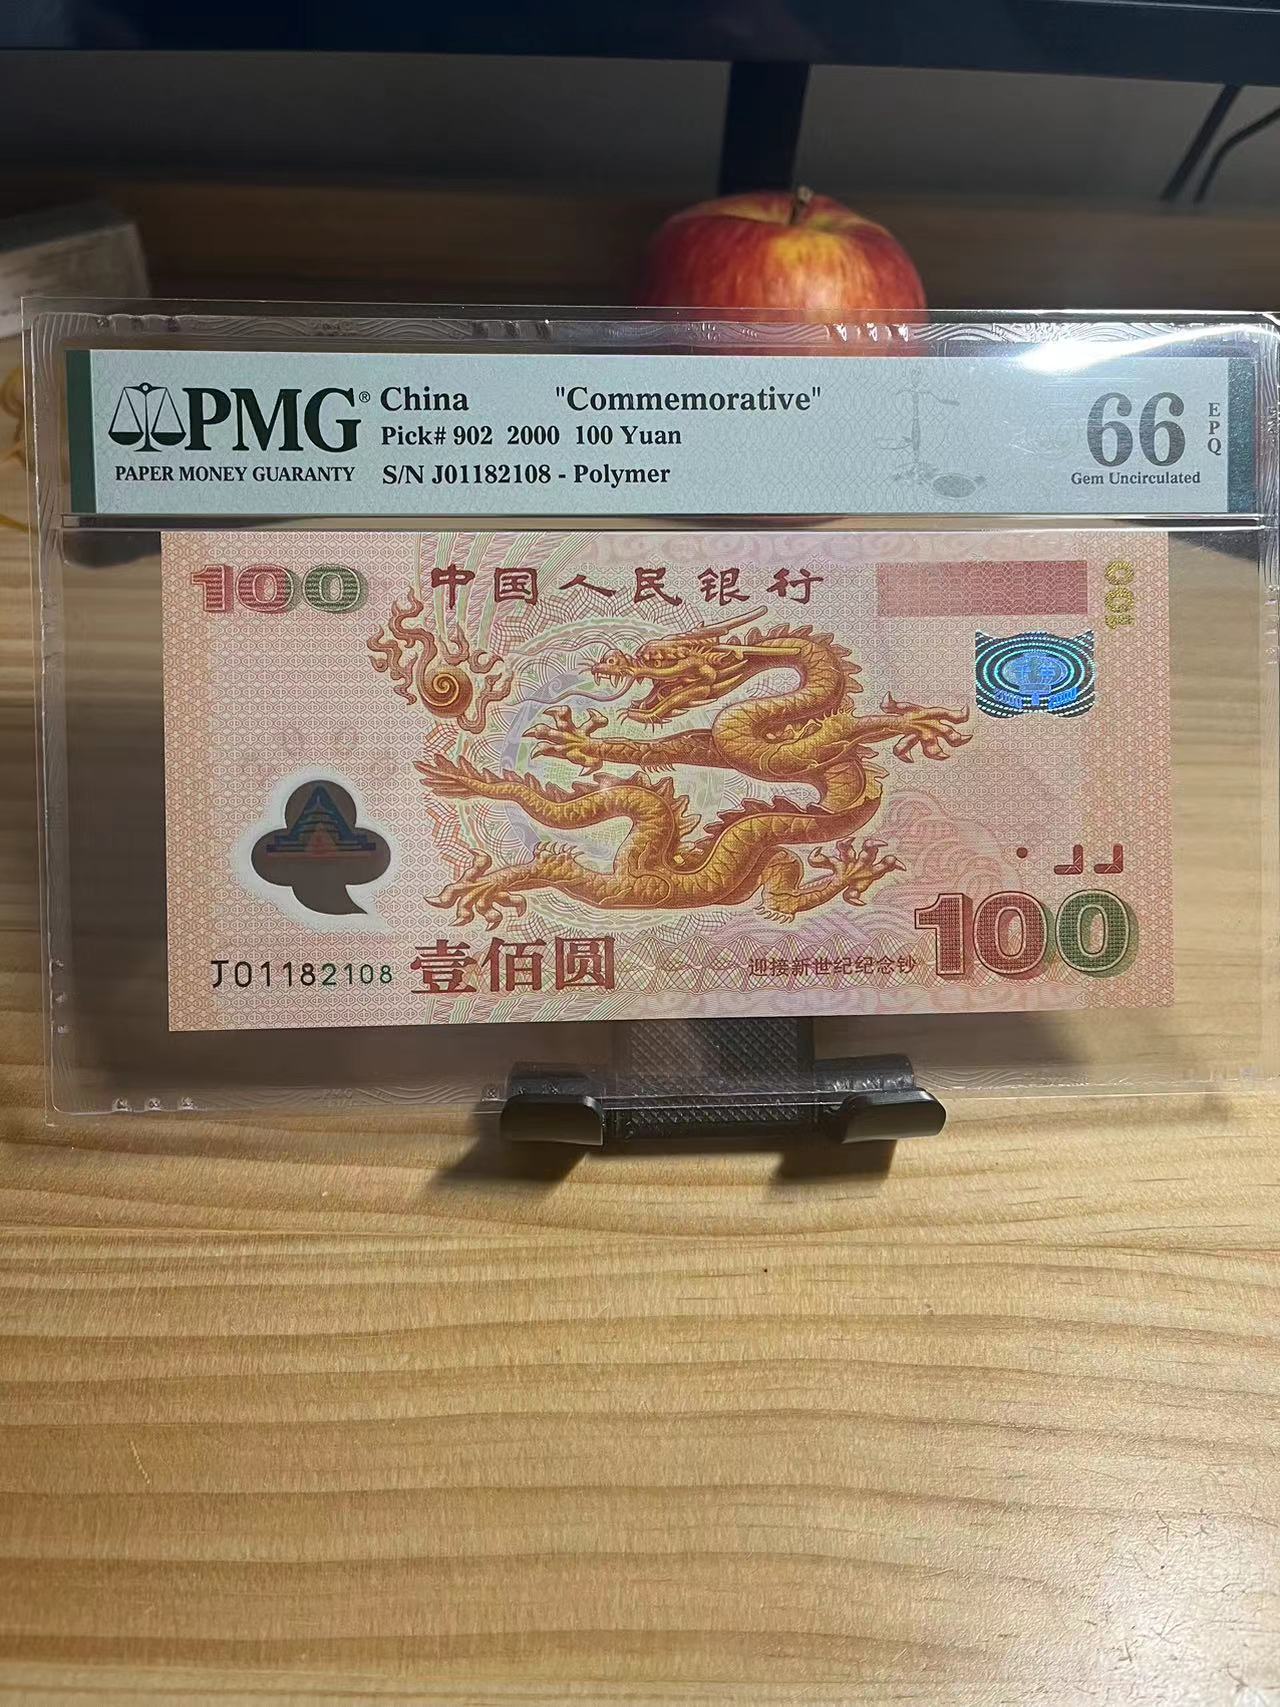 PMG® China "Commemorative"
Pick# 902 2000 100 Yuan
PAPER MONEY GUARANTY
S/N J01182108 - Polymer
66
EPQ
Gem Uncirculated
100 中国人民银行 100
100
J01182108 壹佰圆
迎接新世纪纪念钞